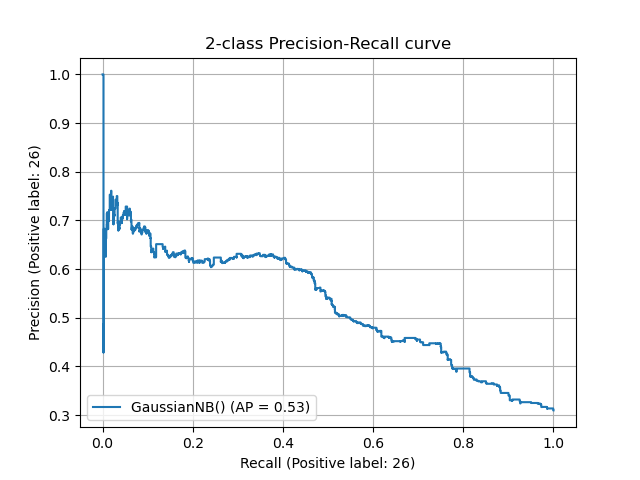 2-class Precision-Recall curve
1.0
0.9
0.8
0.7
0.6
0.5
0.4
0.3
Precision (Positive label: 26)
GaussianNB() (AP = 0.53)
0.0 0.2 0.4 0.6 0.8 1.0
Recall (Positive label: 26)